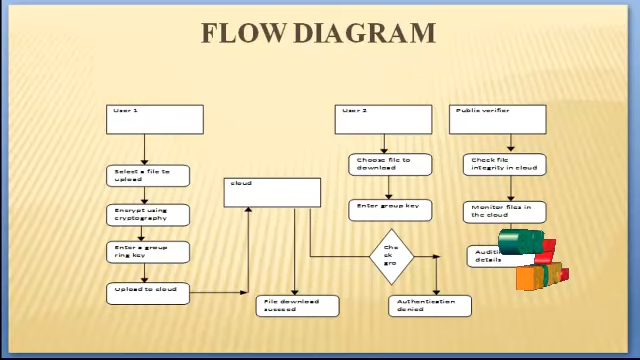 FLOW DIAGRAM
User 1
Select a file to
upload
Encrypt using
cryptography
Enter a group
ring key
Upload to cloud
cloud
File download
succeed
User 2
Choose file to
download
Enter group key
Che
ck
gro
Authentication
denied
Public verifier
Check file
integrity in cloud
Monitor files in
the cloud
details